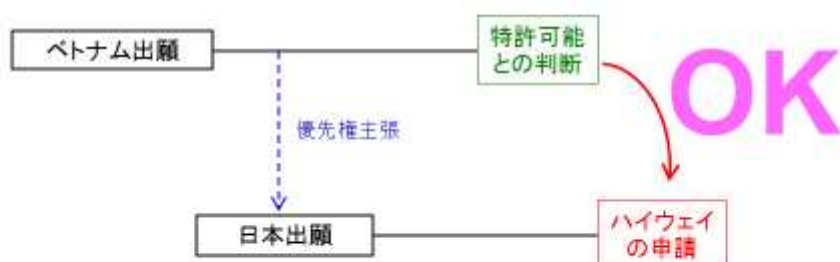 ベトナム出願
特許可能
との判断
OK
優先権主張
日本出願
ハイウェイ
の申請